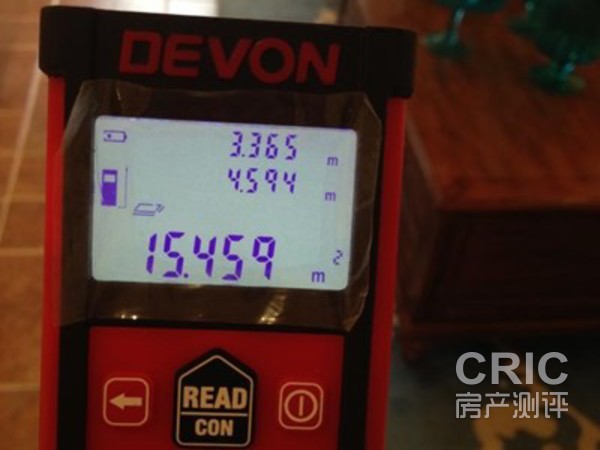 DEVON
3.365 m
4.594 m
15.459 m²
READ
CON
CRIC
房产测评